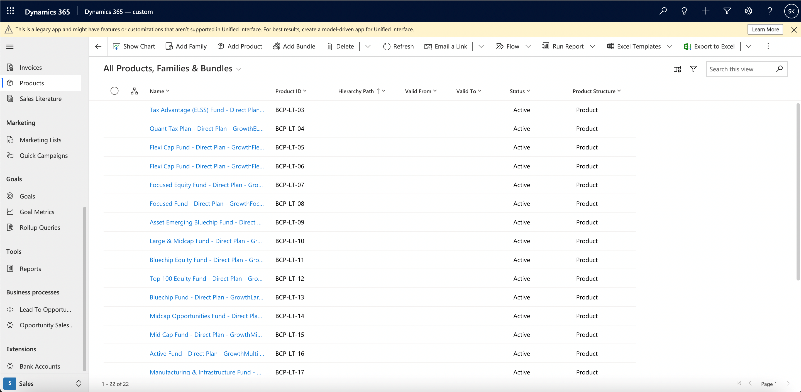 Dynamics 365
Dynamics 365 — custom
S
This is a legacy app and might have features or customizations that aren't supported in Unified Interface. For best results, create a model-driven app for Unified Interface.
Learn More
Show Chart
Add Family
Add Product
Add Bundle
Delete
Refresh
Email a Link
Flow
Run Report
Excel Templates
Export to Excel
Invoices
Products
Sales Literature
Marketing
Marketing Lists
Quick Campaigns
Goals
Goals
Goal Metrics
Rollup Queries
Tools
Reports
Business processes
Lead To Opportu...
Opportunity Sales...
Extensions
Bank Accounts
S Sales
All Products, Families & Bundles
Search this view
Name Product ID Hierarchy Path Valid From Valid To Status Product Structure
Tax Advantage (ELSS) Fund - Direct Plan... BCP-LT-03 Active Product
Quant Tax Plan - Direct Plan - GrowthEL... BCP-LT-04 Active Product
Flexi Cap Fund - Direct Plan - GrowthFle... BCP-LT-05 Active Product
Flexi Cap Fund - Direct Plan - GrowthFle... BCP-LT-06 Active Product
Focused Equity Fund - Direct Plan - Gro... BCP-LT-07 Active Product
Focused Fund - Direct Plan - GrowthFoc... BCP-LT-08 Active Product
Asset Emerging Bluechip Fund - Direct ... BCP-LT-09 Active Product
Large & Midcap Fund - Direct Plan - Gr... BCP-LT-10 Active Product
Bluechip Equity Fund - Direct Plan - Gro... BCP-LT-11 Active Product
Top 100 Equity Fund - Direct Plan - Gro... BCP-LT-12 Active Product
Bluechip Fund - Direct Plan - GrowthLar... BCP-LT-13 Active Product
Midcap Opportunities Fund - Direct Pla... BCP-LT-14 Active Product
Mid Cap Fund - Direct Plan - GrowthMi... BCP-LT-15 Active Product
Active Fund - Direct Plan - GrowthMulti ... BCP-LT-16 Active Product
Manufacturing & Infrastructure Fund - ... BCP-LT-17 Active Product
1 - 22 of 22
Page 1